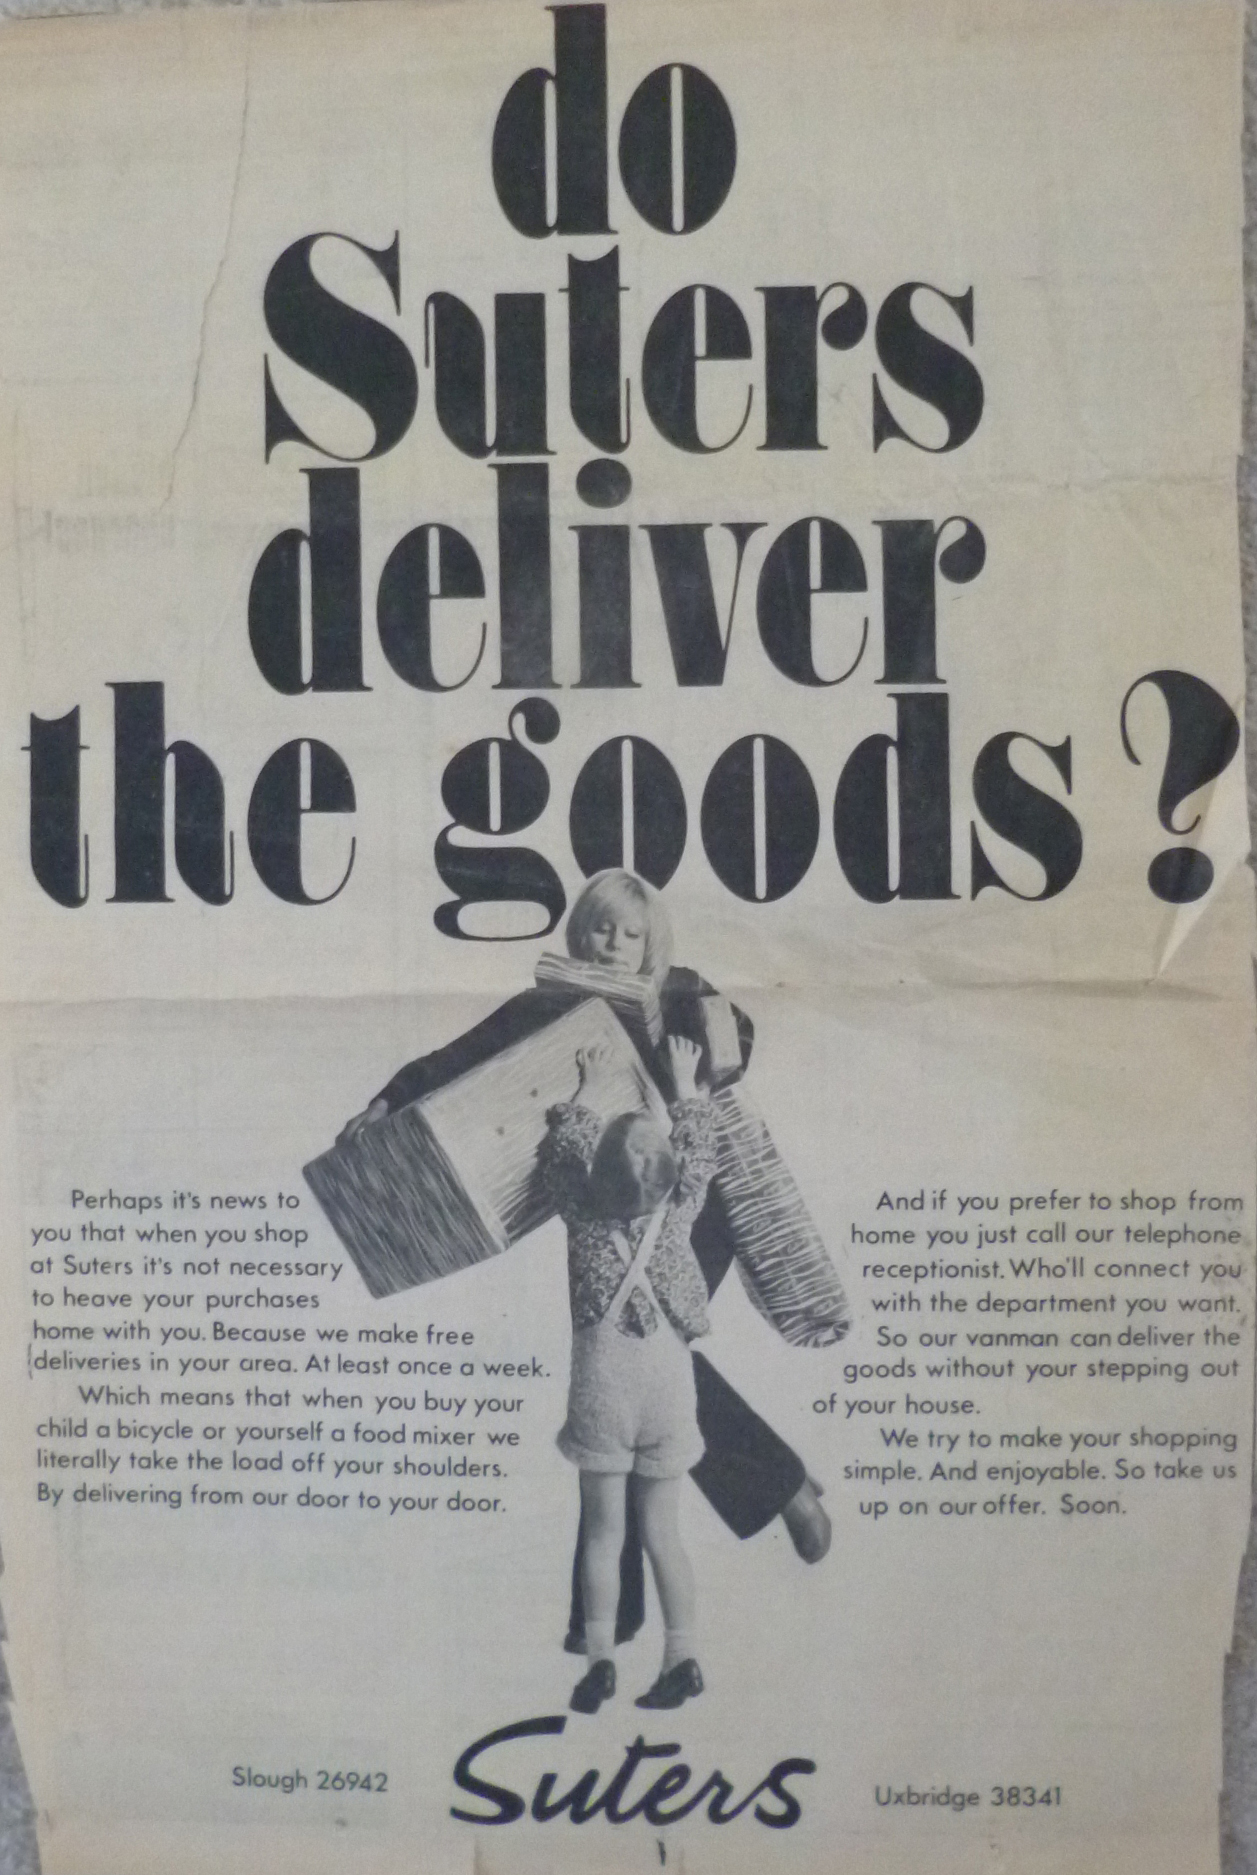 do
Suters
deliver
the goods?
Perhaps it's news to
you that when you shop
at Suters it's not necessary
to heave your purchases
home with you. Because we make free
deliveries in your area. At least once a week.
Which means that when you buy your
child a bicycle or yourself a food mixer we
literally take the load off your shoulders.
By delivering from our door to your door.
And if you prefer to shop from
home you just call our telephone
receptionist. Who'll connect you
with the department you want.
So our vanman can deliver the
goods without your stepping out
of your house.
We try to make your shopping
simple. And enjoyable. So take us
up on our offer. Soon.
Slough 26942
Suters
Uxbridge 38341